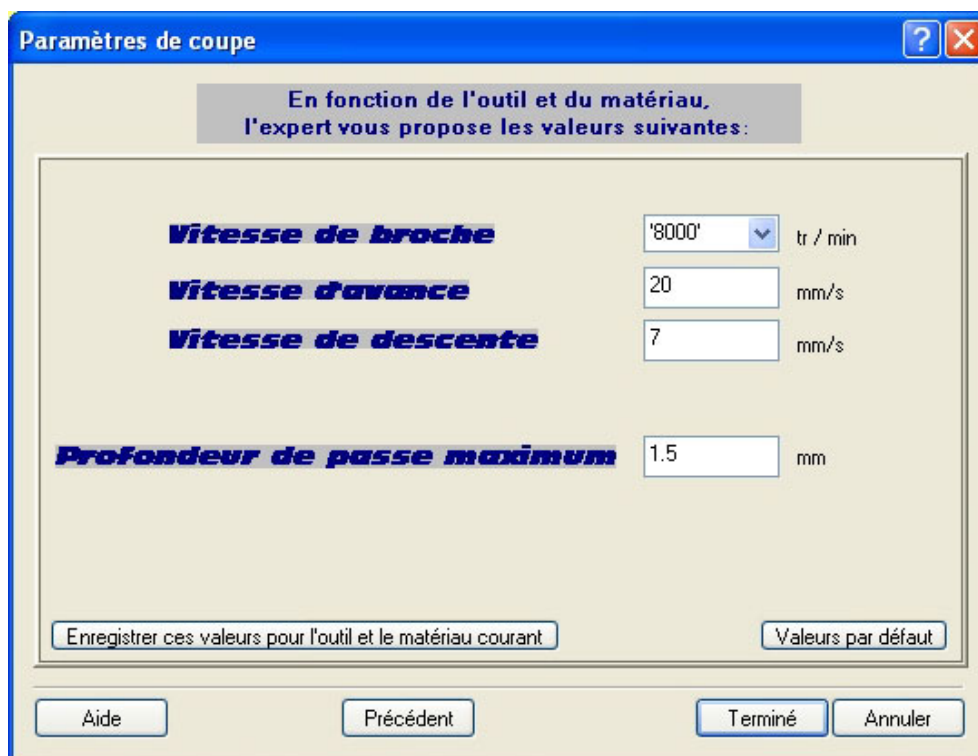 Paramètres de coupe
En fonction de l'outil et du matériau,
l'expert vous propose les valeurs suivantes:
Vitesse de broche '8000' tr / min
Vitesse d'avance 20 mm/s
Vitesse de descente 7 mm/s
Profondeur de passe maximum 1.5 mm
Enregistrer ces valeurs pour l'outil et le matériau courant Valeurs par défaut
Aide Précédent Terminé Annuler